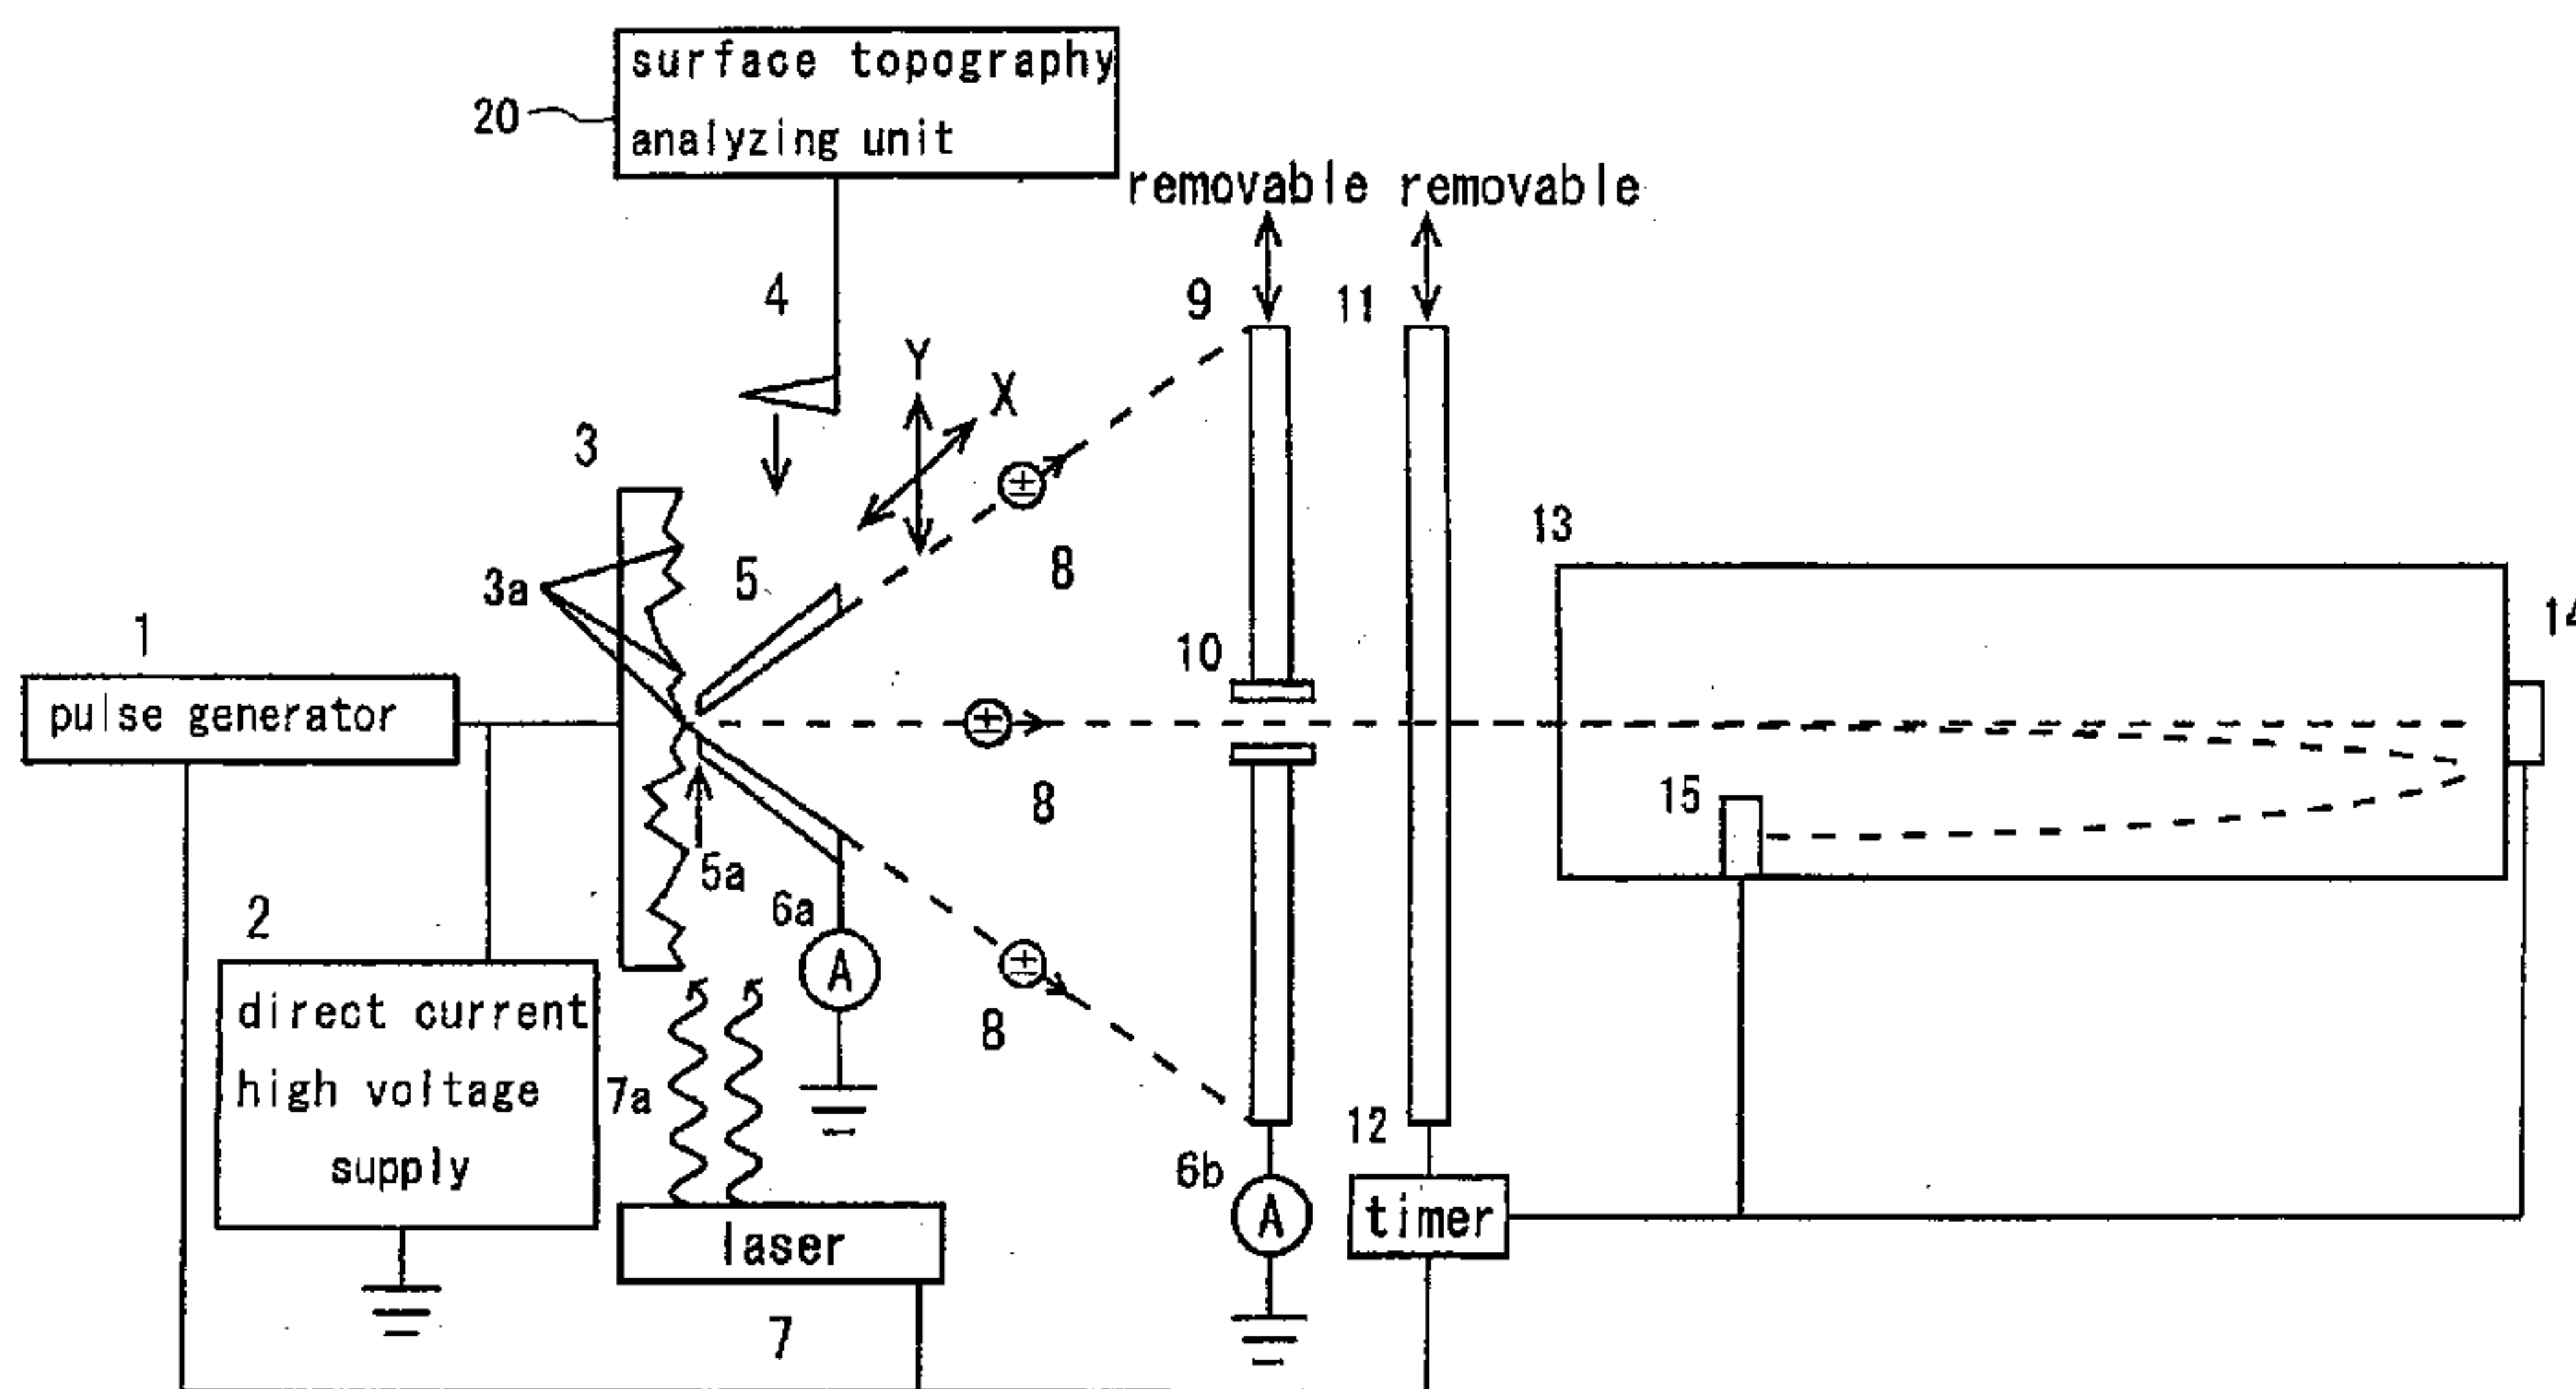 surface topography
analyzing unit
20
removable removable
4
9
11
Y
X
3
13
5
8
3a
14
1
10
pulse generator
15
8
5a
6a
2
8
direct current
high voltage
supply
7a
12
6b
A
A
timer
laser
7